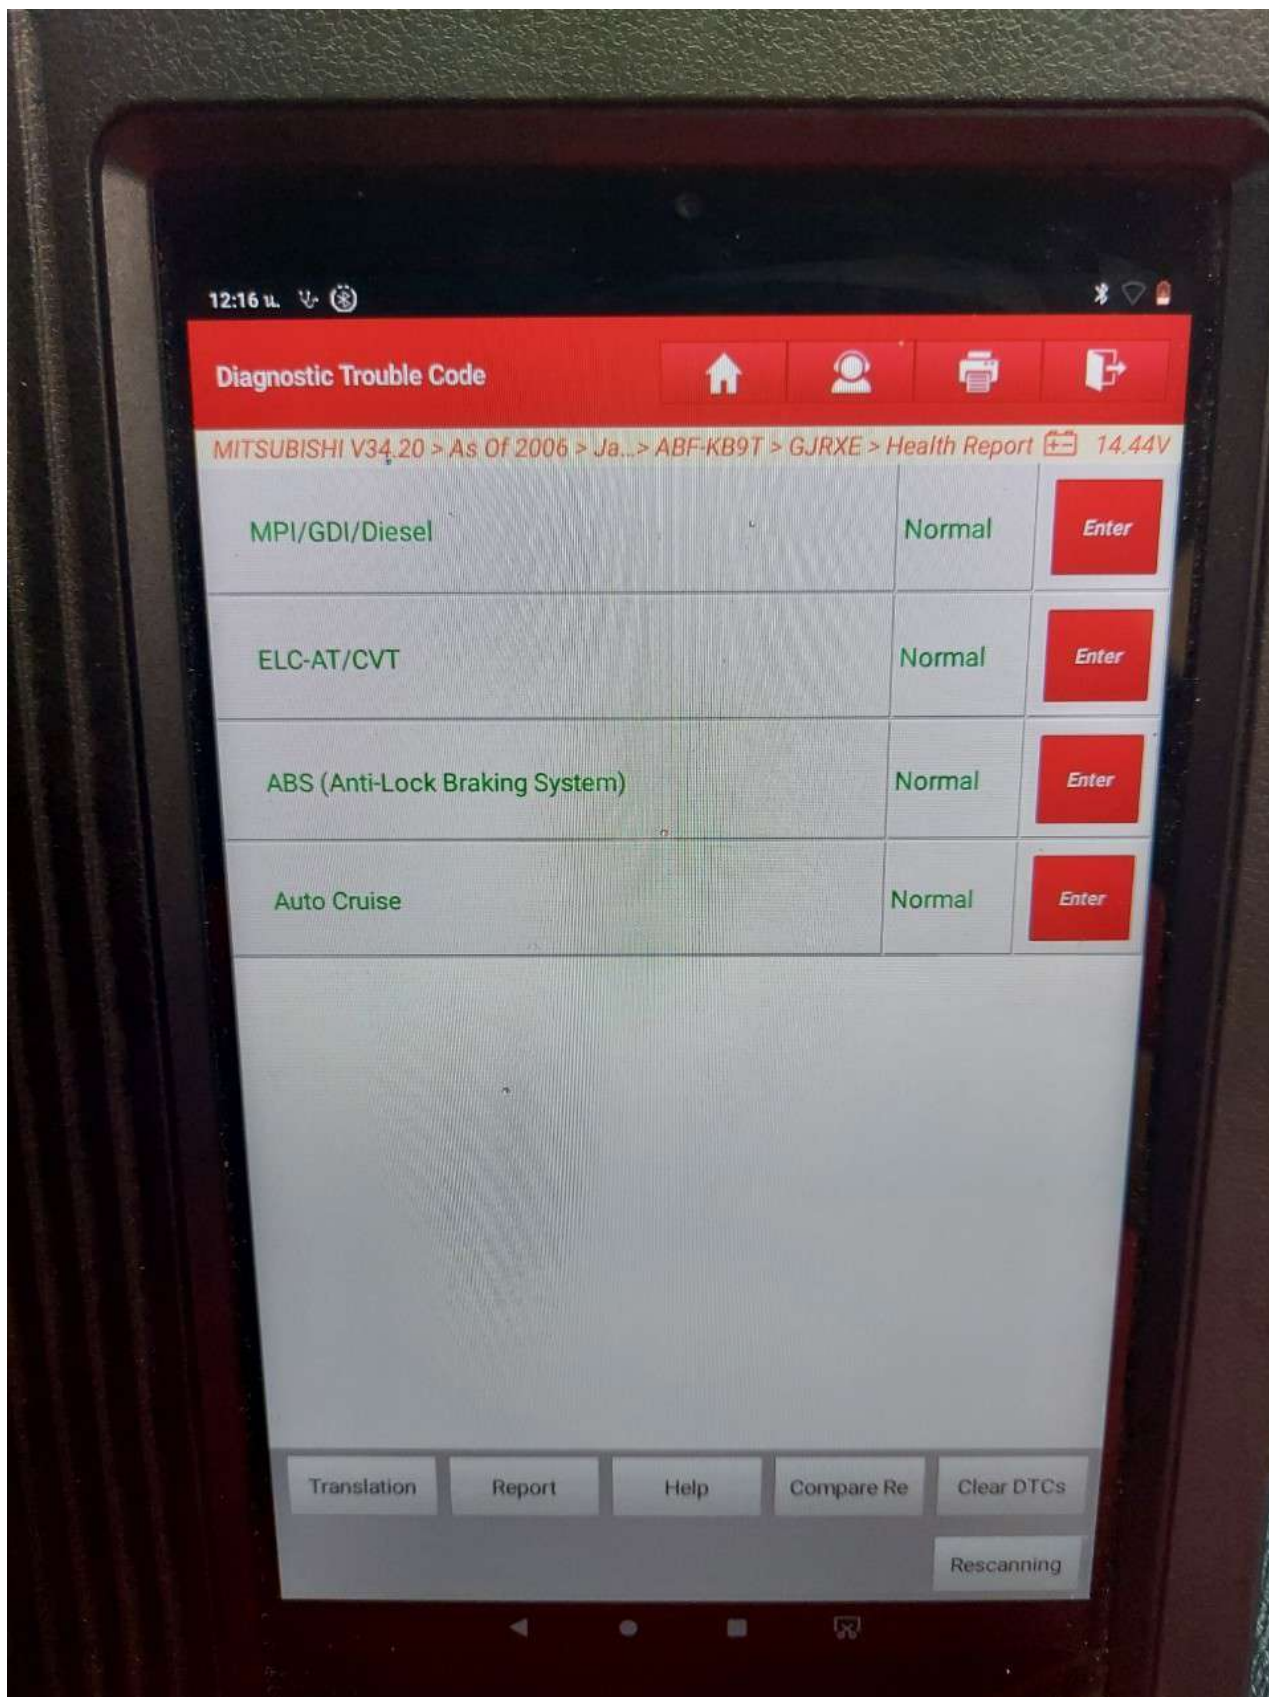 12:16 น.
Diagnostic Trouble Code
MITSUBISHI V34.20 > As Of 2006 > Ja...> ABF-KB9T > GJRXE > Health Report 14.44V
MPI/GDI/Diesel Normal Enter
ELC-AT/CVT Normal Enter
ABS (Anti-Lock Braking System) Normal Enter
Auto Cruise Normal Enter
Translation Report Help Compare Re Clear DTCs
Rescanning